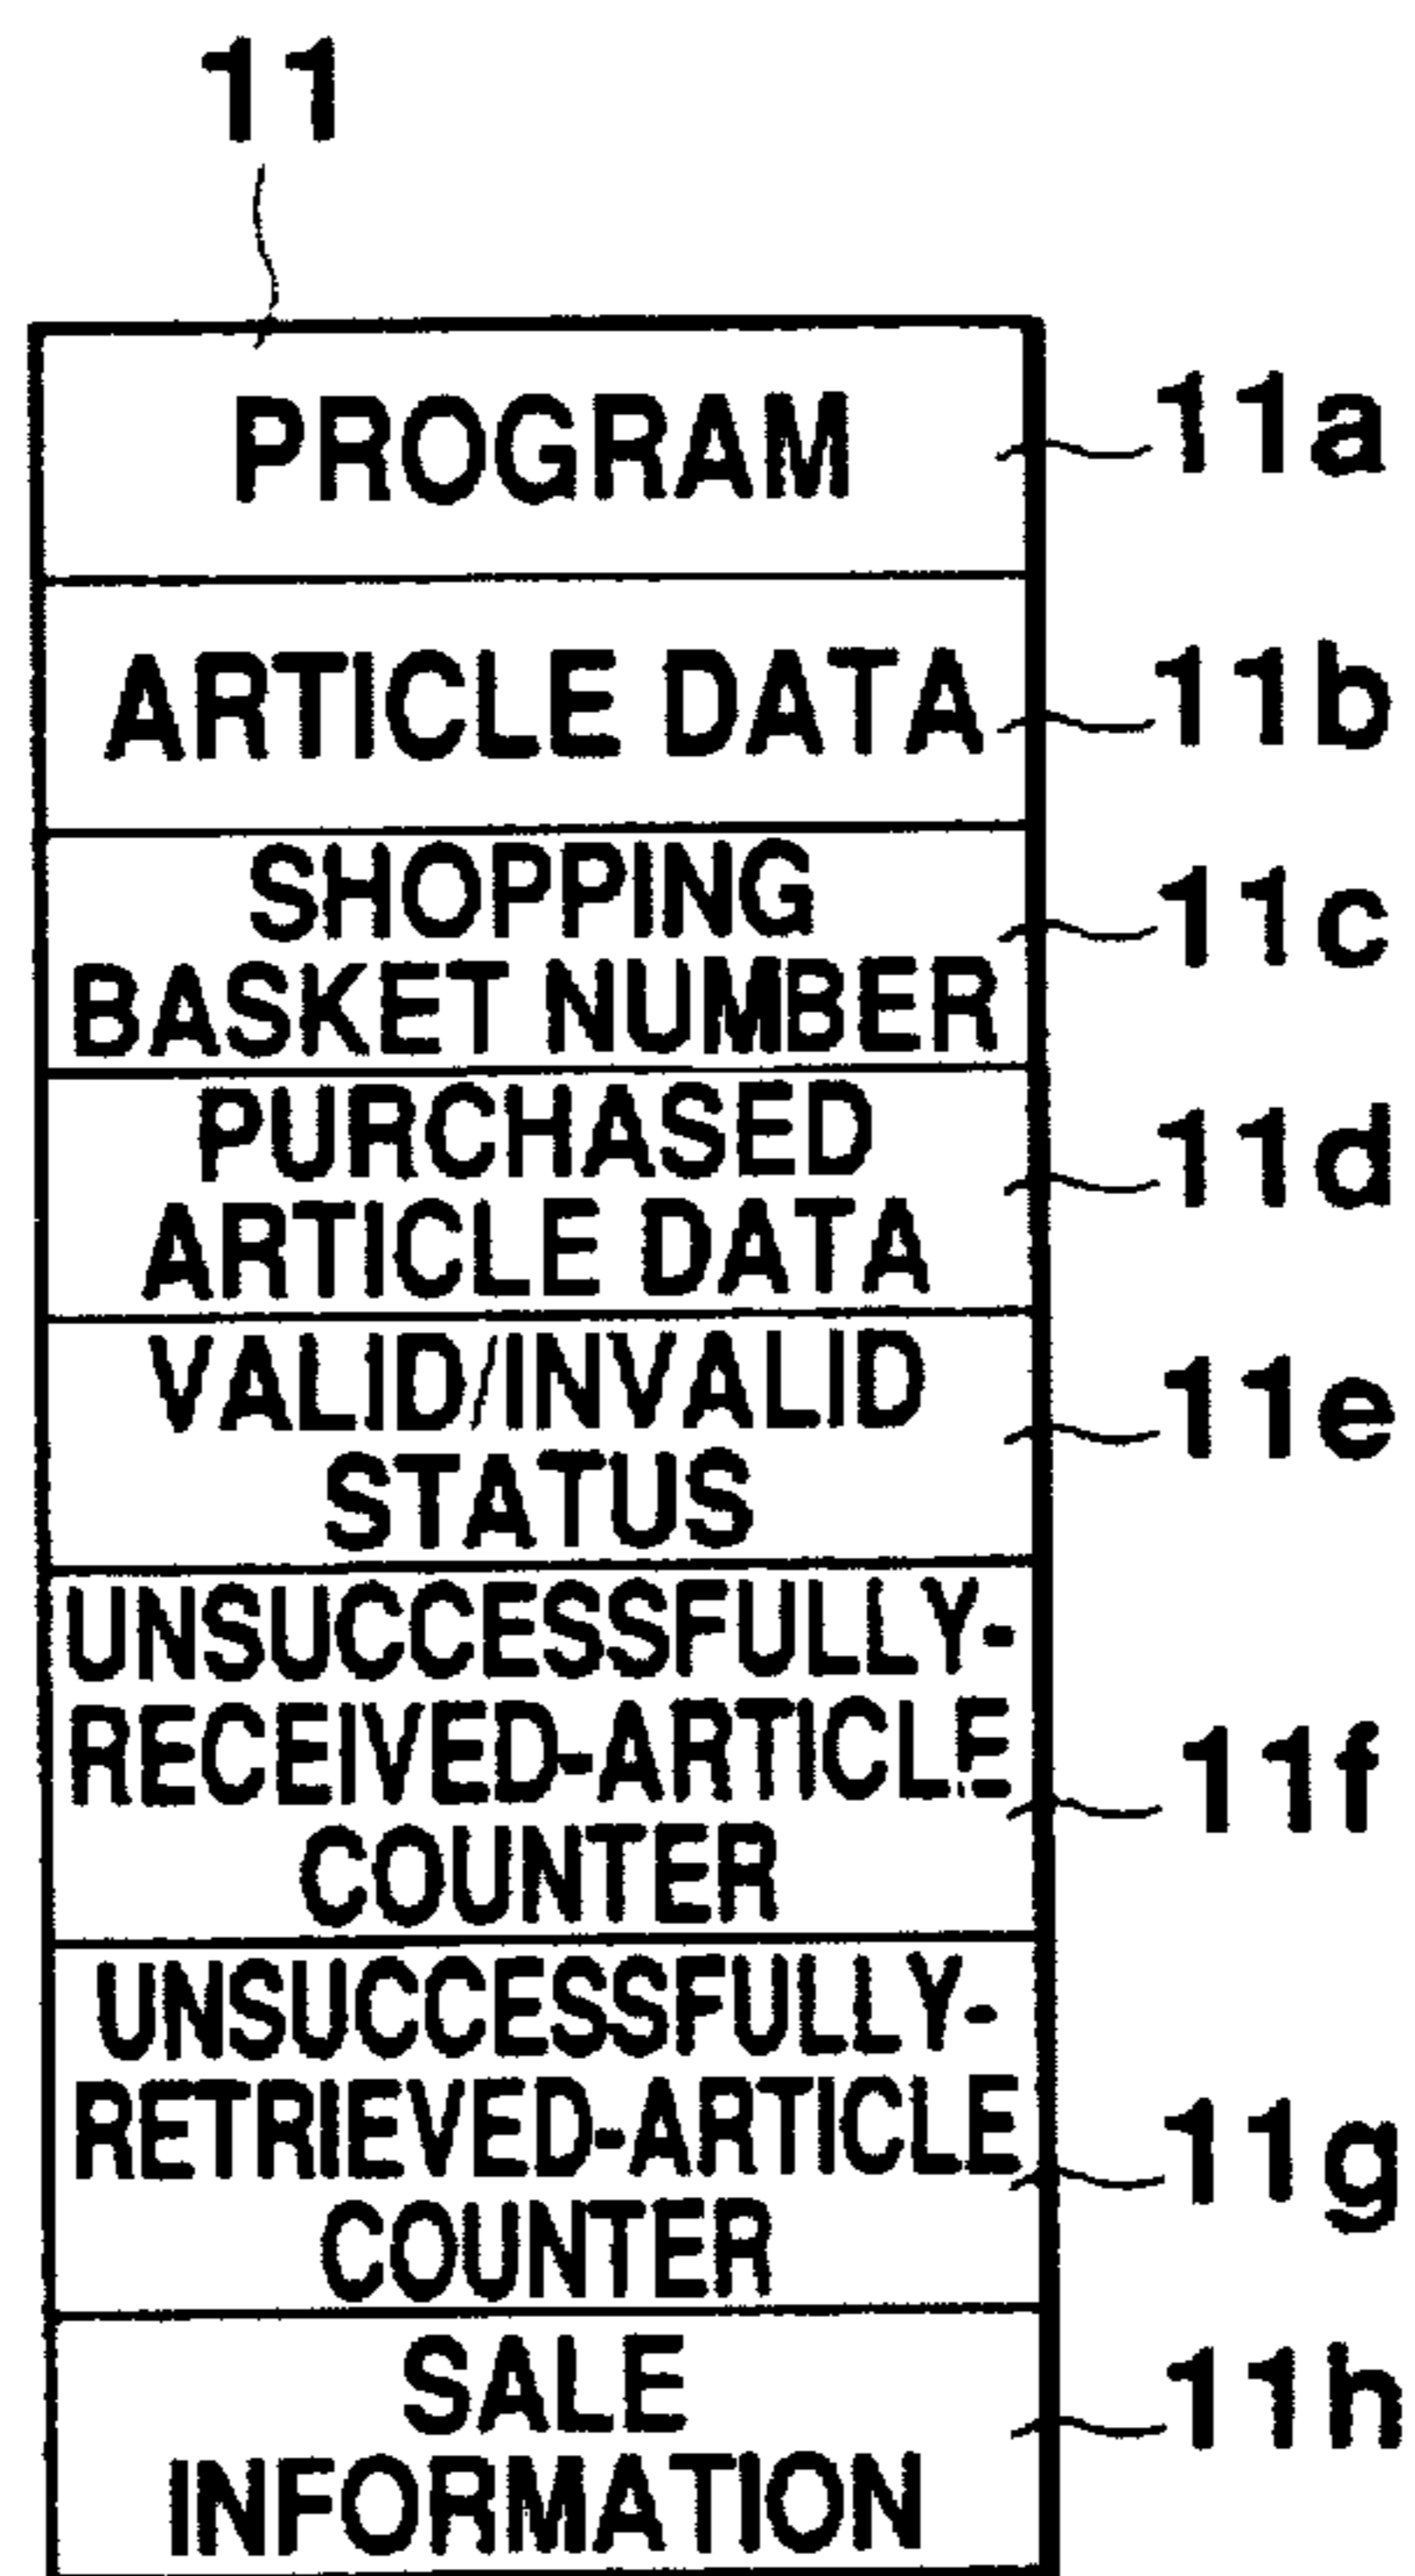 11
PROGRAM 11a
ARTICLE DATA 11b
SHOPPING 11c
BASKET NUMBER
PURCHASED 11d
ARTICLE DATA
VALID/INVALID 11e
STATUS
UNSUCCESSFULLY-
RECEIVED-ARTICLE 11f
COUNTER
UNSUCCESSFULLY-
RETRIEVED-ARTICLE 11g
COUNTER
SALE 11h
INFORMATION